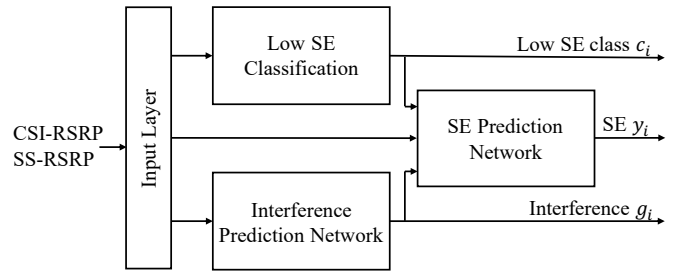 CSI-RSRP
SS-RSRP
Input Layer
Low SE
Classification
Low SE class c_i
SE Prediction
Network
SE y_i
Interference
Prediction Network
Interference g_i